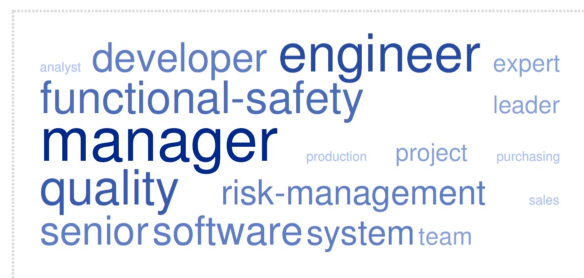 analyst developer engineer expert
functional-safety leader
manager production project purchasing
quality risk-management sales
senior software system team